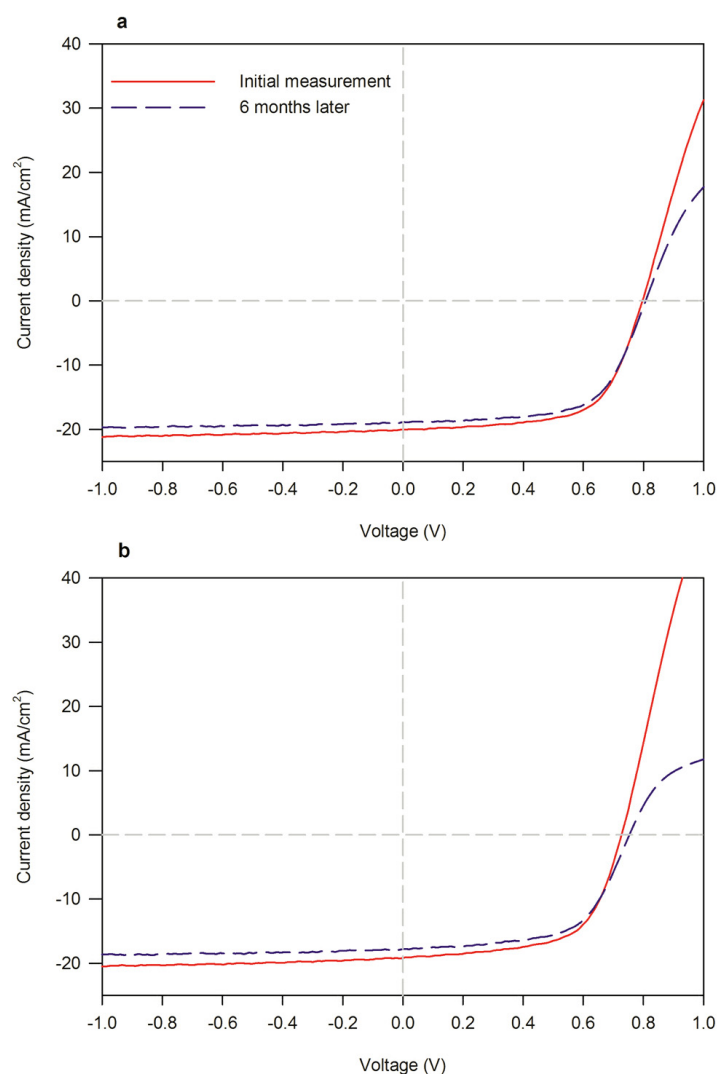 a
40
Initial measurement
30
6 months later
20
10
0
-10
-20
Current density (mA/cm²)
-1.0 -0.8 -0.6 -0.4 -0.2 0.0 0.2 0.4 0.6 0.8 1.0
Voltage (V)
b
40
30
20
10
0
-10
-20
Current density (mA/cm²)
-1.0 -0.8 -0.6 -0.4 -0.2 0.0 0.2 0.4 0.6 0.8 1.0
Voltage (V)